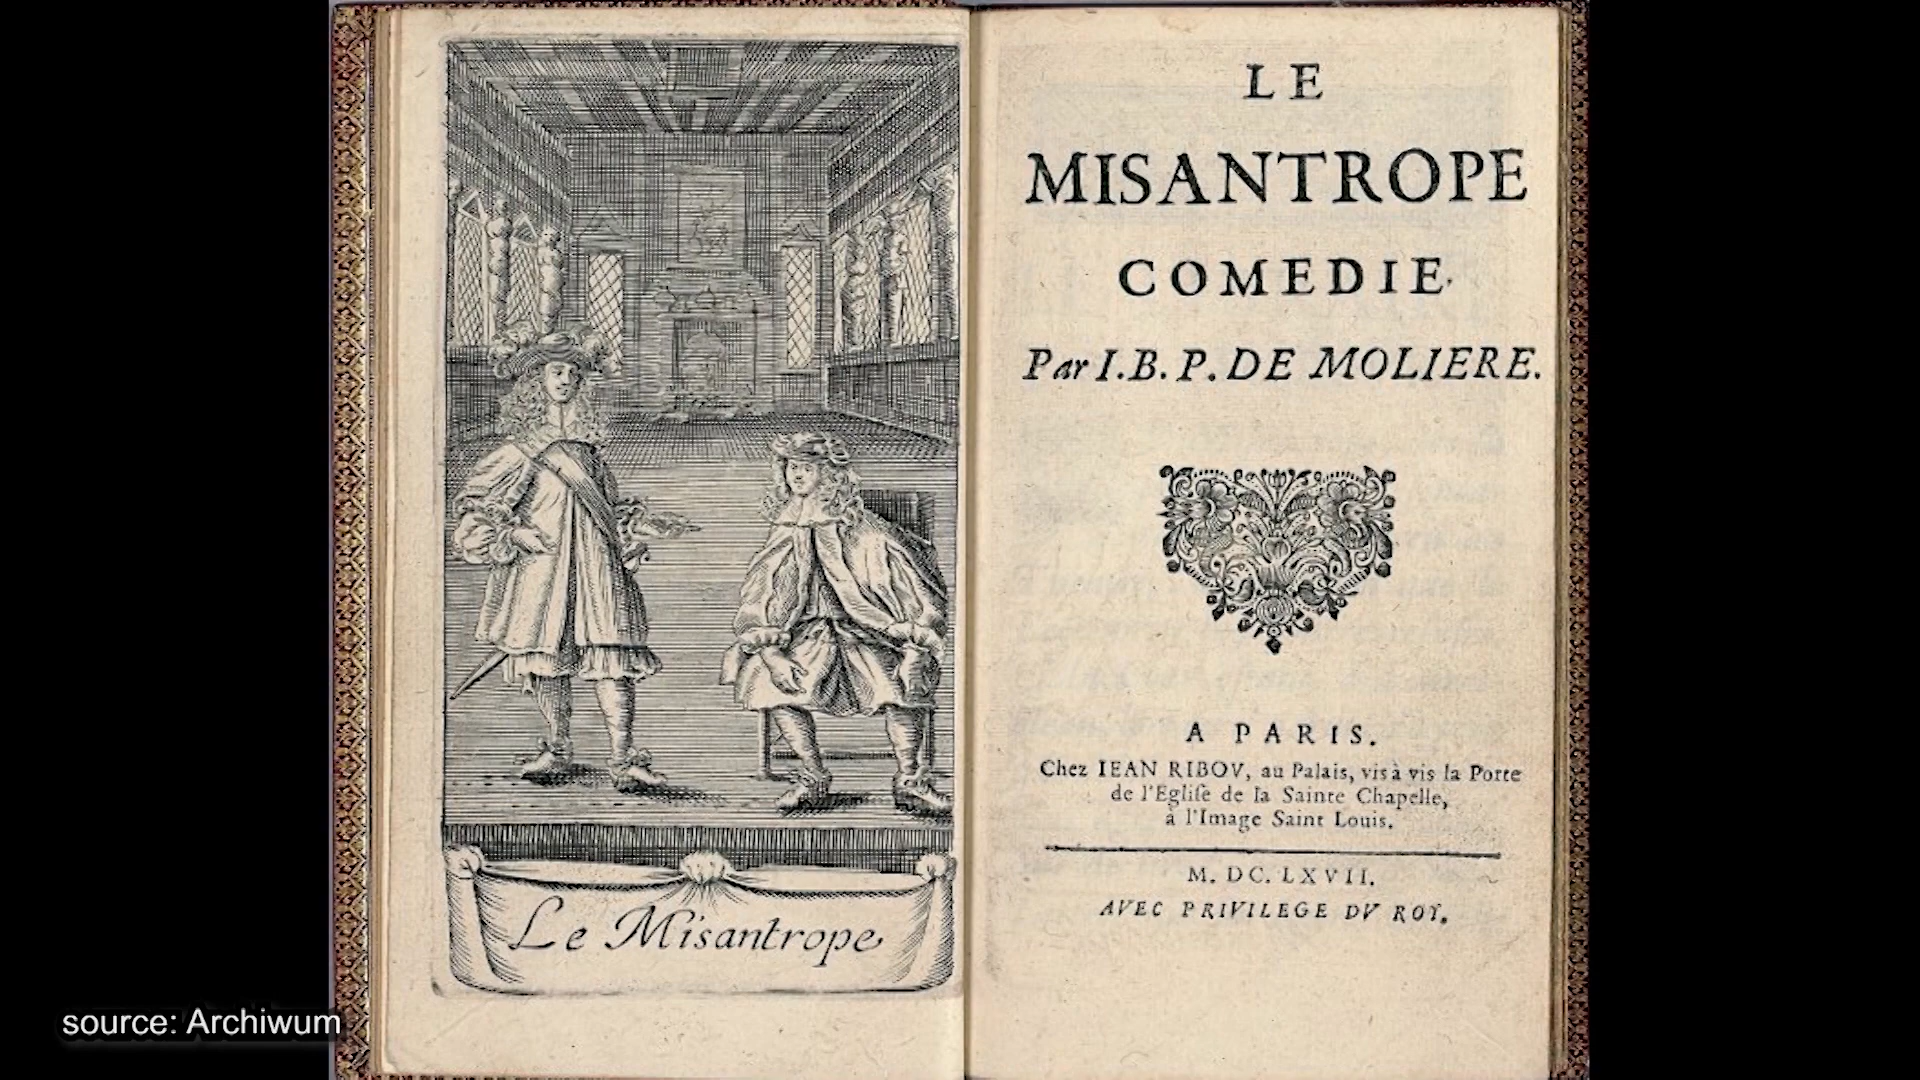 Le Misantrope
LE
MISANTROPE
COMEDIE.
Par I.B.P. DE MOLIERE.
A PARIS.
Chez IEAN RIBOV, au Palais, vis à vis la Porte
de l'Egliſe de la Sainte Chapelle,
à l'Image Saint Louis.
M. DC. LXVII.
AVEC PRIVILEGE DV ROY.
source: Archiwum